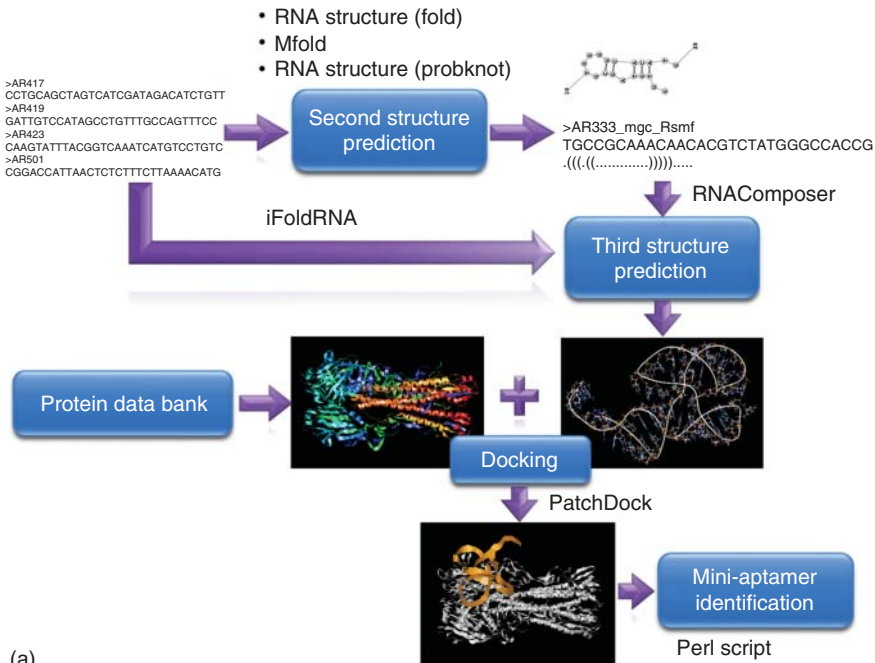 • RNA structure (fold)
• Mfold
• RNA structure (probknot)
>AR417
CCTGCAGCTAGTCATCGATAGACATCTGTT
>AR419
GATTGTCCATAGCCTGTTTGCCAGTTTCC
>AR423
CAAGTATTTACGGTCAAATCATGTCCTGTC
>AR501
CGGACCATTAACTCTCTTTCTTAAAACATG
Second structure
prediction
>AR333_mgc_Rsmf
TGCCGCAAACAACACGTCTATGGGCCACCG
.(((.((.............))))).....
iFoldRNA
RNAComposer
Third structure
prediction
Protein data bank
Docking
PatchDock
Mini-aptamer
identification
Perl script
(a)